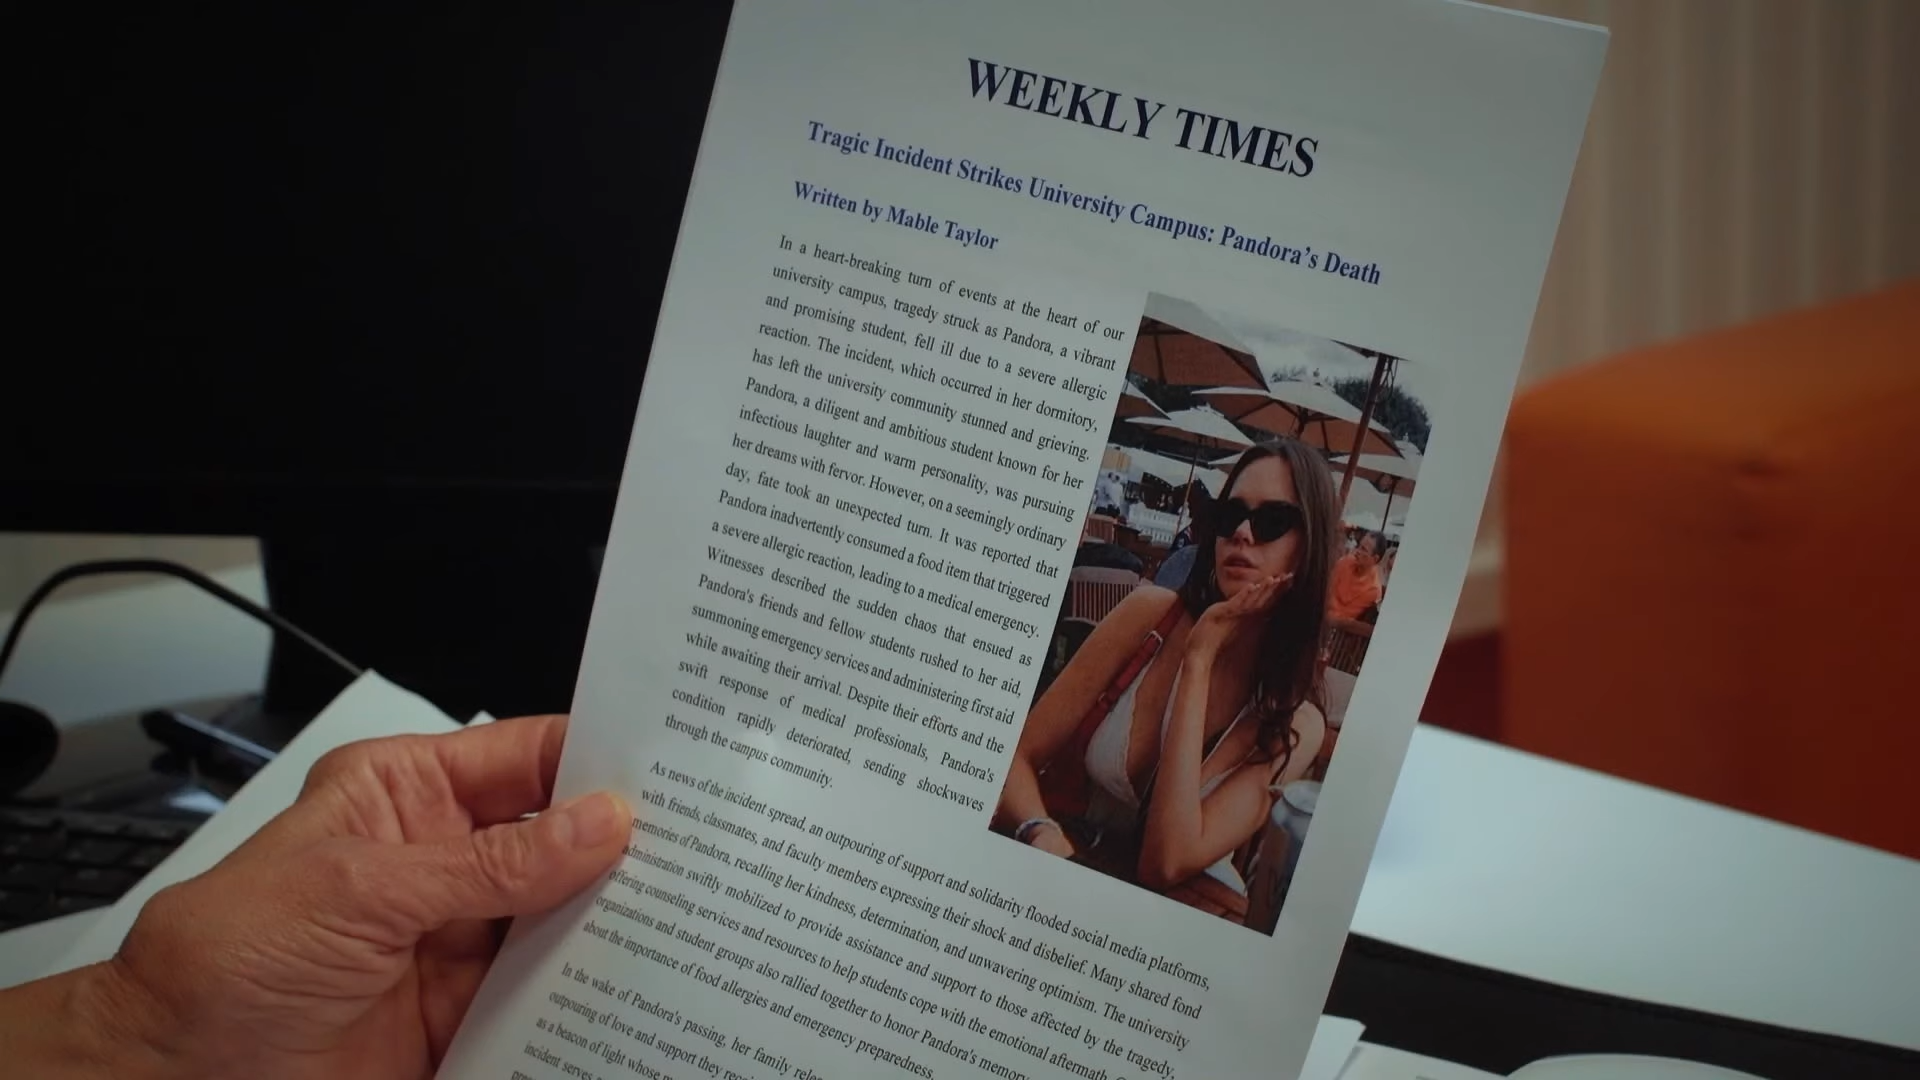 WEEKLY TIMES
Tragic Incident Strikes University Campus: Pandora's Death
Written by Mable Taylor
In a heart-breaking turn of events at the heart of our
university campus, tragedy struck as Pandora, a vibrant
and promising student, fell ill due to a severe allergic
reaction. The incident, which occurred in her dormitory,
has left the university community stunned and grieving.
Pandora, a diligent and ambitious student known for her
infectious laughter and warm personality, was pursuing
her dreams with fervor. However, on a seemingly ordinary
day, fate took an unexpected turn. It was reported that
Pandora inadvertently consumed a food item that triggered
a severe allergic reaction, leading to a medical emergency.
Witnesses described the sudden chaos that ensued as
Pandora's friends and fellow students rushed to her aid,
summoning emergency services and administering first aid
while awaiting their arrival. Despite their efforts and the
swift response of medical professionals, Pandora's
condition rapidly deteriorated, sending shockwaves
through the campus community.
As news of the incident spread, an outpouring of support and solidarity flooded social media platforms,
with friends, classmates, and faculty members expressing their shock and disbelief. Many shared fond
memories of Pandora, recalling her kindness, determination, and unwavering optimism. The university
administration swiftly mobilized to provide assistance and support to those affected by the tragedy,
offering counseling services and resources to help students cope with the emotional aftermath.
organizations and student groups also rallied together to honor Pandora's memory
about the importance of food allergies and emergency preparedness.
In the wake of Pandora's passing, her family
outpouring of love and support they
as a beacon of light whose
incident serves